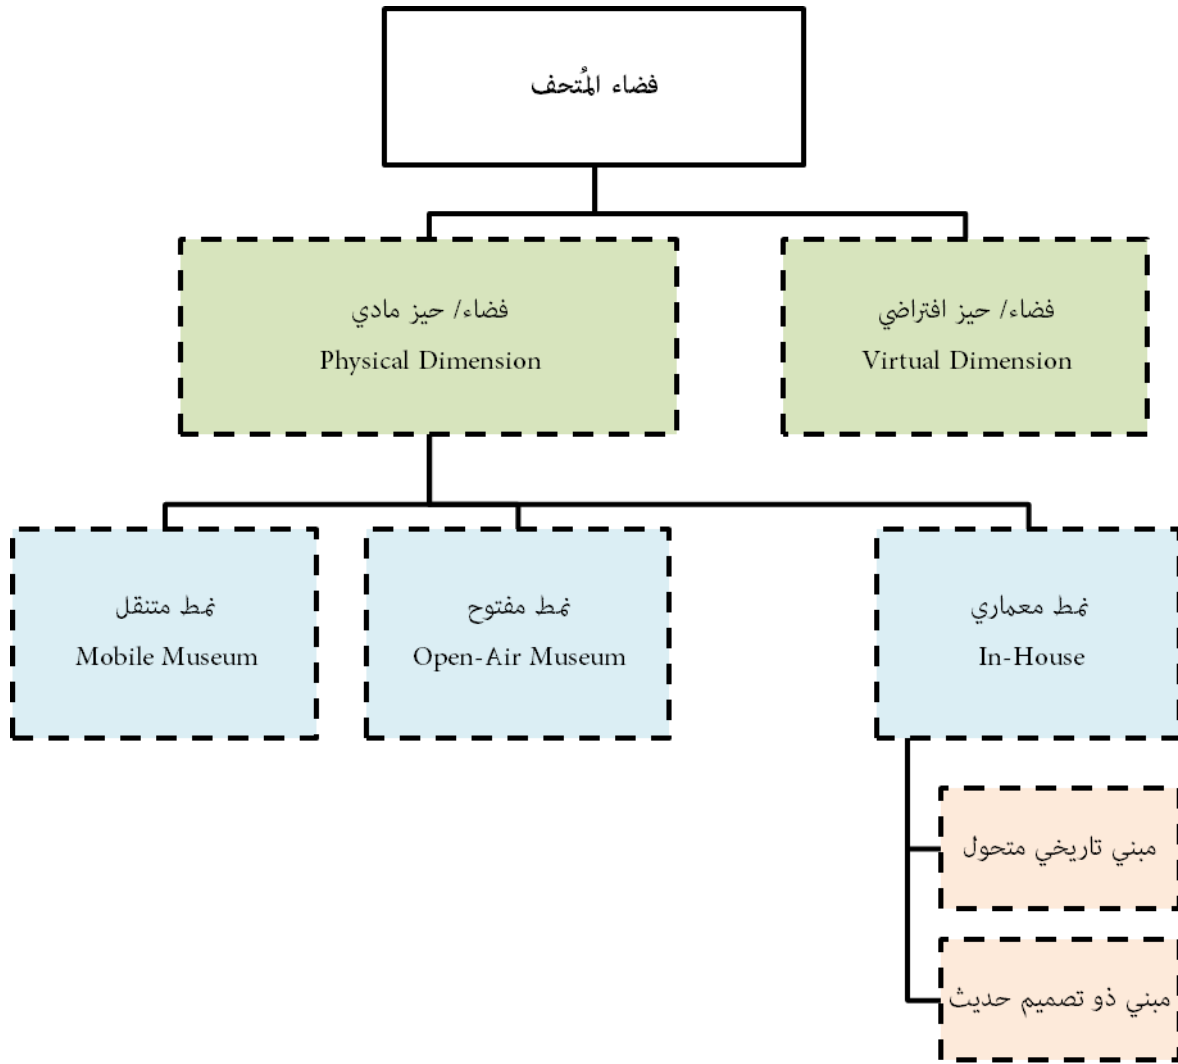 فضاء المُتحف
فضاء/ حيز افتراضي
Virtual Dimension
فضاء/ حيز مادي
Physical Dimension
نمط معماري
In-House
نمط مفتوح
Open-Air Museum
نمط متنقل
Mobile Museum
مبني تاريخي متحول
مبني ذو تصميم حديث